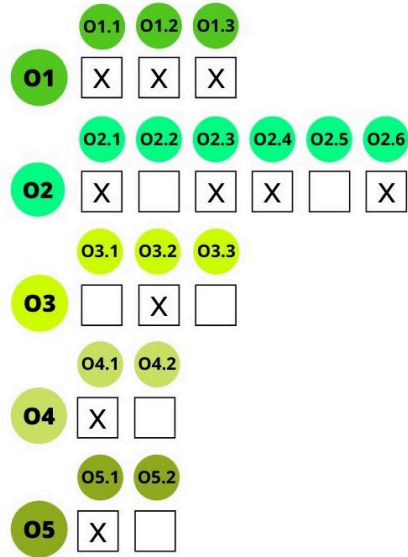 O1.1 O1.2 O1.3
O1 X X X
O2.1 O2.2 O2.3 O2.4 O2.5 O2.6
O2 X X X X
O3.1 O3.2 O3.3
O3 X
O4.1 O4.2
O4 X
O5.1 O5.2
O5 X